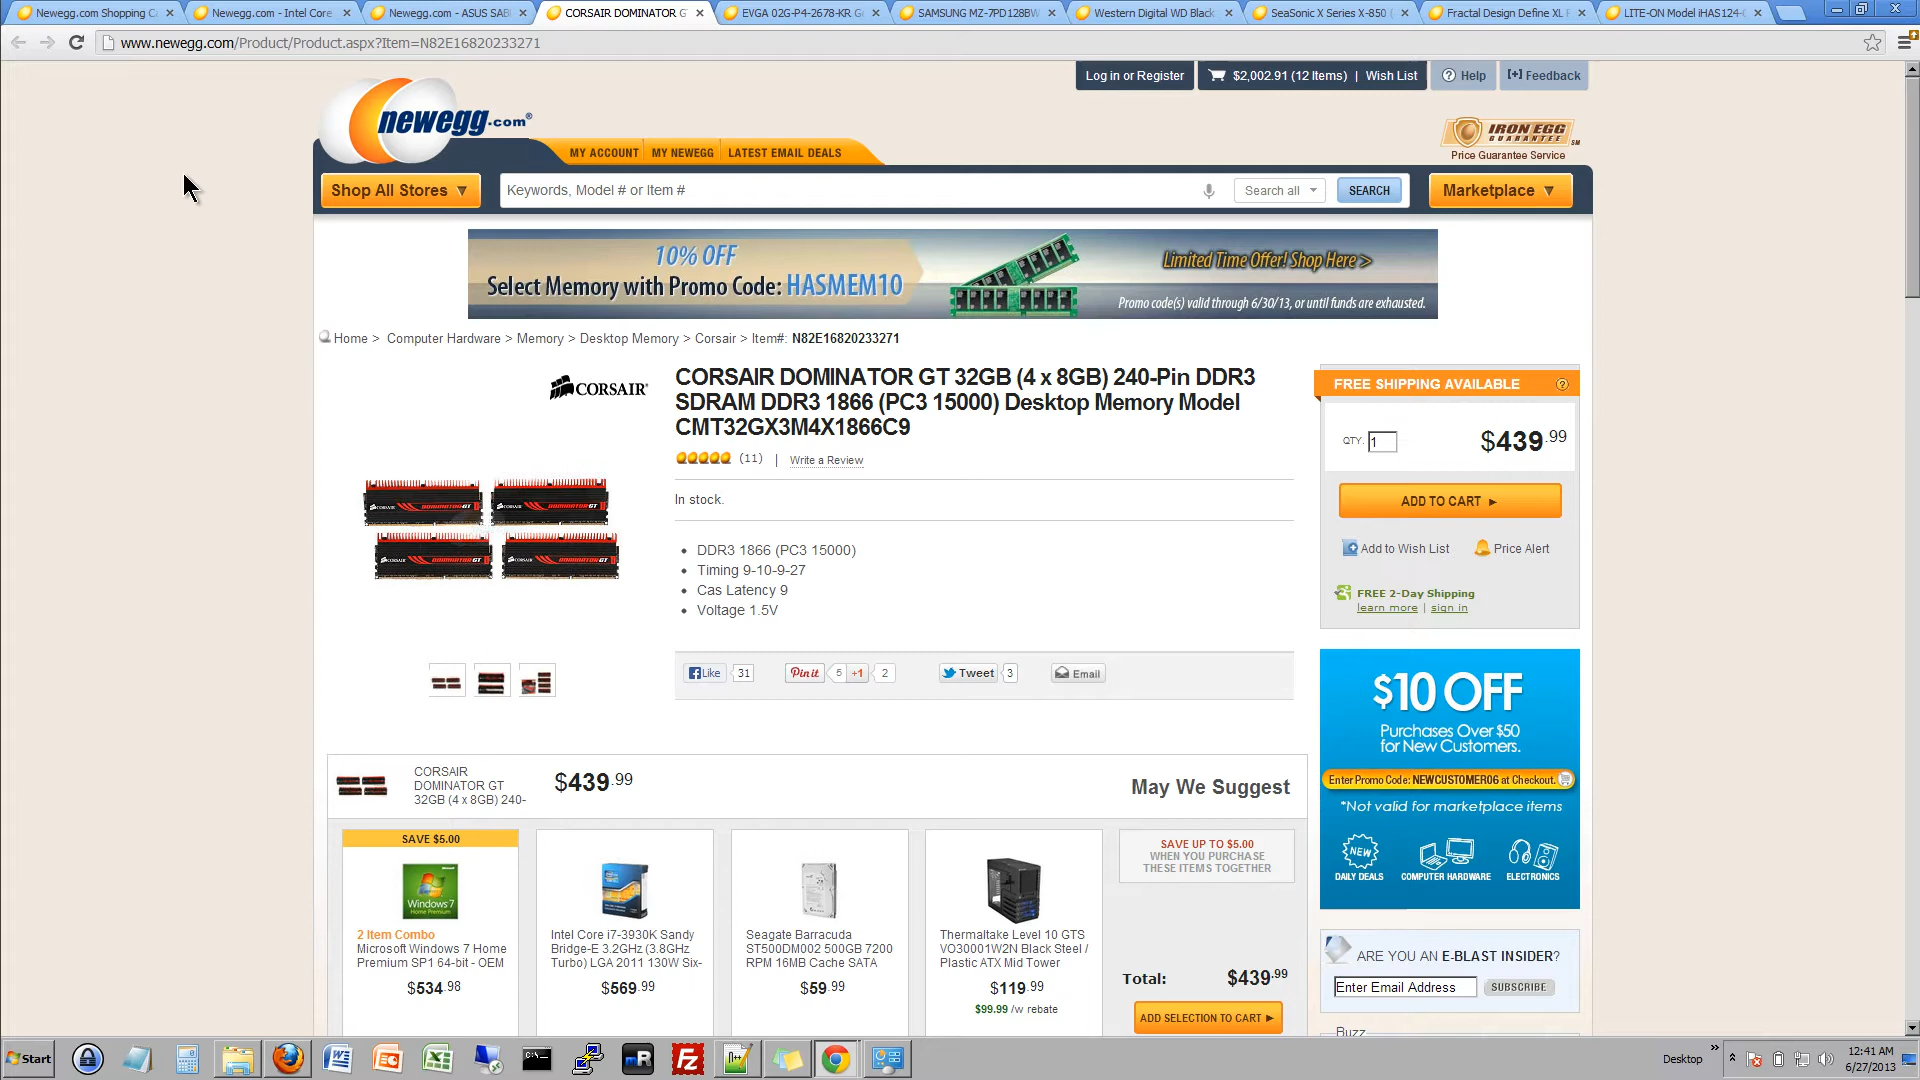 Newegg.com Shopping C
Newegg.com - Intel Core
Newegg.com - ASUS SAB
CORSAIR DOMINATOR G
EVGA 02G-P4-2678-KR G
SAMSUNG MZ-7PD128BW
Western Digital WD Black
SeaSonic X Series X-850 (
Fractal Design Define XL
LITE-ON Model iHAS124-
www.newegg.com/Product/Product.aspx?Item=N82E16820233271
Log in or Register
$2,002.91 (12 Items) | Wish List
Help
[+] Feedback
newegg.com®
MY ACCOUNT
MY NEWEGG
LATEST EMAIL DEALS
IRON EGG
GUARANTEE SM
Price Guarantee Service
Shop All Stores
Keywords, Model # or Item #
Search all
SEARCH
Marketplace
10% OFF
Select Memory with Promo Code: HASMEM10
Limited Time Offer! Shop Here >
Promo code(s) valid through 6/30/13, or until funds are exhausted.
Home > Computer Hardware > Memory > Desktop Memory > Corsair > Item#: N82E16820233271
CORSAIR
CORSAIR DOMINATOR GT 32GB (4 x 8GB) 240-Pin DDR3
SDRAM DDR3 1866 (PC3 15000) Desktop Memory Model
CMT32GX3M4X1866C9
(11) | Write a Review
In stock.
DDR3 1866 (PC3 15000)
Timing 9-10-9-27
Cas Latency 9
Voltage 1.5V
FREE SHIPPING AVAILABLE ?
QTY. 1
$439.99
ADD TO CART
Add to Wish List
Price Alert
FREE 2-Day Shipping
learn more | sign in
Like 31
Pin it 5
+1 2
Tweet 3
Email
$10 OFF
Purchases Over $50
for New Customers.
Enter Promo Code: NEWCUSTOMER06 at Checkout.
*Not valid for marketplace items
NEW
DAILY DEALS
COMPUTER HARDWARE
ELECTRONICS
CORSAIR
DOMINATOR GT
32GB (4 x 8GB) 240-
$439.99
May We Suggest
SAVE $5.00
Windows 7
Home Premium
2 Item Combo
Microsoft Windows 7 Home
Premium SP1 64-bit - OEM
$534.98
Intel Core i7-3930K Sandy
Bridge-E 3.2GHz (3.8GHz
Turbo) LGA 2011 130W Six-
$569.99
Seagate Barracuda
ST500DM002 500GB 7200
RPM 16MB Cache SATA
$59.99
Thermaltake Level 10 GTS
VO30001W2N Black Steel /
Plastic ATX Mid Tower
$119.99
$99.99 /w rebate
SAVE UP TO $5.00
WHEN YOU PURCHASE
THESE ITEMS TOGETHER
Total: $439.99
ADD SELECTION TO CART
ARE YOU AN E-BLAST INSIDER?
Enter Email Address
SUBSCRIBE
Buzz
Start
mR
Fz
Desktop
12:41 AM
6/27/2013